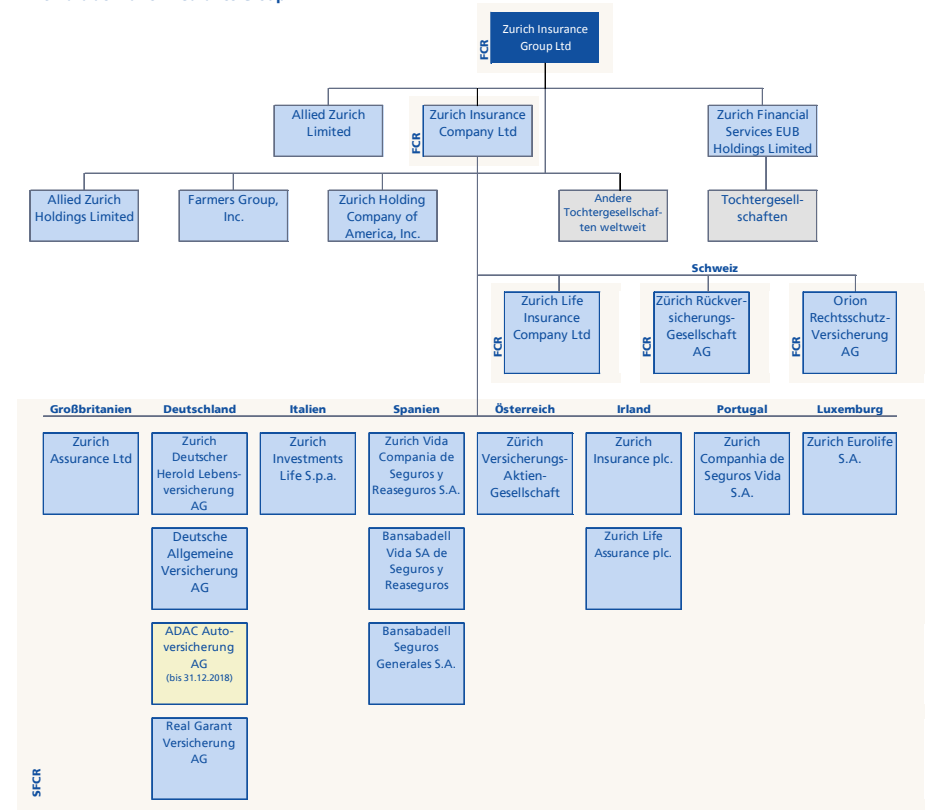 FCR
Zurich Insurance
Group Ltd
Allied Zurich
Limited
FCR
Zurich Insurance
Company Ltd
Zurich Financial
Services EUB
Holdings Limited
Allied Zurich
Holdings Limited
Farmers Group,
Inc.
Zurich Holding
Company of
America, Inc.
Andere
Tochtergesellschaf-
ten weltweit
Tochtergesell-
schaften
Schweiz
FCR
Zurich Life
Insurance
Company Ltd
FCR
Zürich Rückver-
sicherungs-
Gesellschaft
AG
FCR
Orion
Rechtsschutz-
Versicherung
AG
Großbritanien
Deutschland
Italien
Spanien
Österreich
Irland
Portugal
Luxemburg
Zurich
Assurance Ltd
Zurich
Deutscher
Herold Lebens-
versicherung
AG
Zurich
Investments
Life S.p.a.
Zurich Vida
Compania de
Seguros y
Reaseguros S.A.
Zürich
Versicherungs-
Aktien-
Gesellschaft
Zurich
Insurance plc.
Zurich
Companhia de
Seguros Vida
S.A.
Zurich Eurolife
S.A.
Deutsche
Allgemeine
Versicherung
AG
Bansabadell
Vida SA de
Seguros y
Reaseguros
Zurich Life
Assurance plc.
ADAC Auto-
versicherung
AG
(bis 31.12.2018)
Bansabadell
Seguros
Generales S.A.
Real Garant
Versicherung
AG
SFCR